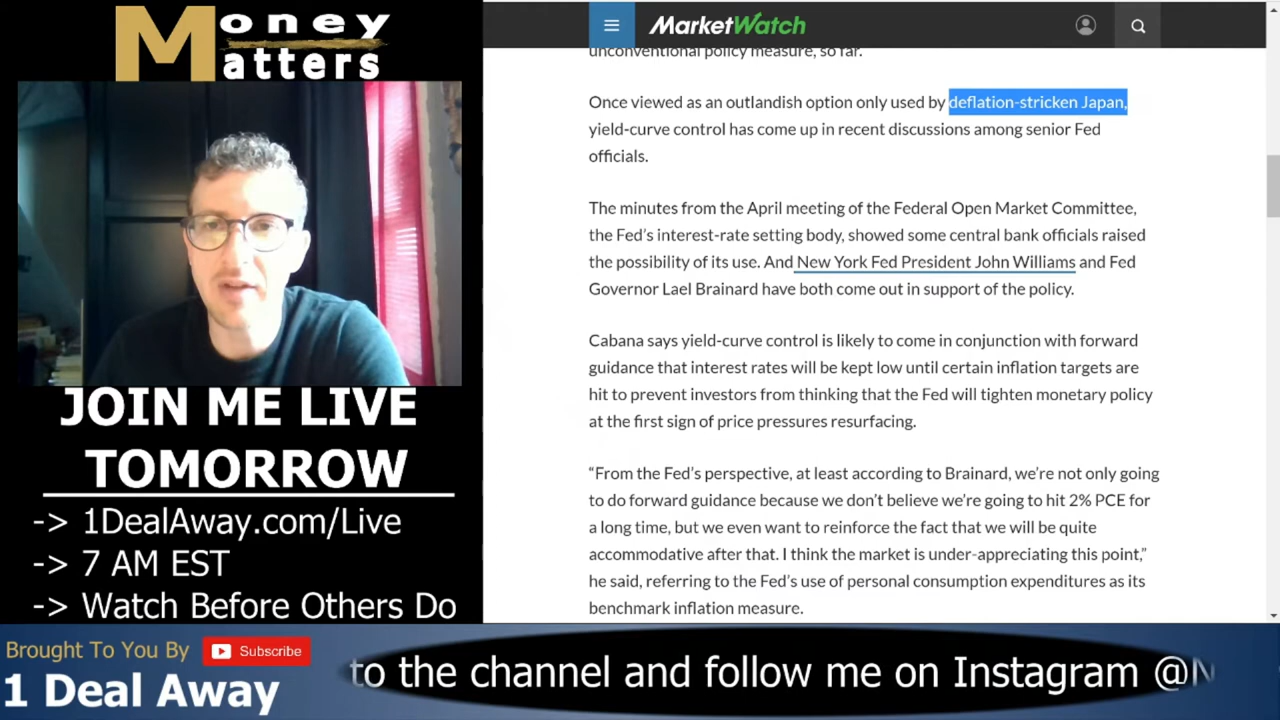 Money
Matters
JOIN ME LIVE
TOMORROW
-> 1DealAway.com/Live
-> 7 AM EST
-> Watch Before Others Do
MarketWatch
unconventional policy measure, so far.
Once viewed as an outlandish option only used by deflation-stricken Japan,
yield-curve control has come up in recent discussions among senior Fed
officials.
The minutes from the April meeting of the Federal Open Market Committee,
the Fed’s interest-rate setting body, showed some central bank officials raised
the possibility of its use. And New York Fed President John Williams and Fed
Governor Lael Brainard have both come out in support of the policy.
Cabana says yield-curve control is likely to come in conjunction with forward
guidance that interest rates will be kept low until certain inflation targets are
hit to prevent investors from thinking that the Fed will tighten monetary policy
at the first sign of price pressures resurfacing.
“From the Fed’s perspective, at least according to Brainard, we’re not only going
to do forward guidance because we don’t believe we’re going to hit 2% PCE for
a long time, but we even want to reinforce the fact that we will be quite
accommodative after that. I think the market is under-appreciating this point,”
he said, referring to the Fed’s use of personal consumption expenditures as its
benchmark inflation measure.
Brought To You By Subscribe
1 Deal Away
to the channel and follow me on Instagram @N